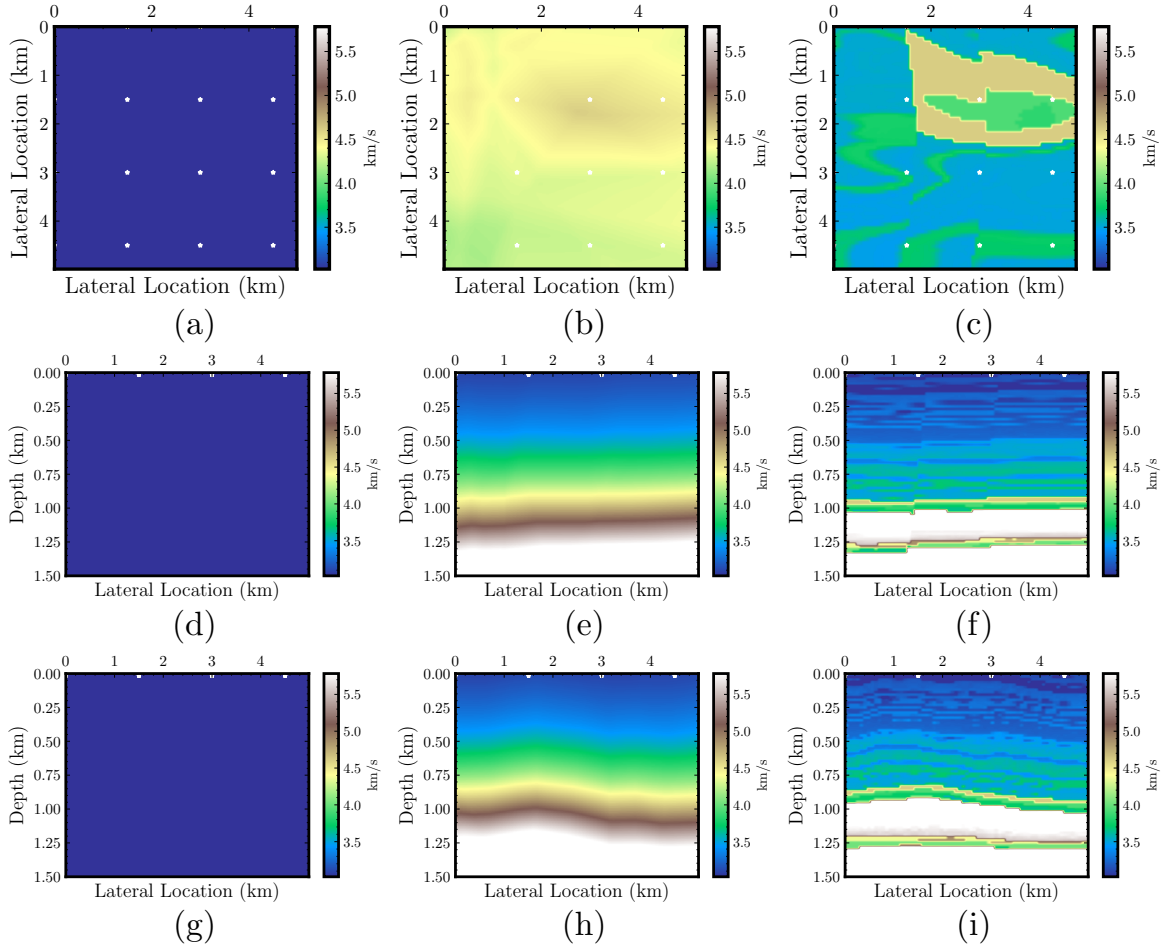 0 2 4
0 2 4
2 4
Lateral Location (km)
0
1
2
3
4
5.5
5.0
4.5
4.0
3.5
km/s
Lateral Location (km)
0
1
2
3
4
5.5
5.0
4.5
4.0
3.5
km/s
Lateral Location (km)
0
1
2
3
4
5.5
5.0
4.5
4.0
3.5
km/s
Lateral Location (km)
Lateral Location (km)
Lateral Location (km)
(a)
(b)
(c)
0 1 2 3 4
0 1 2 3 4
0 1 2 3 4
Depth (km)
0.00
0.25
0.50
0.75
1.00
1.25
1.50
5.5
5.0
4.5
4.0
3.5
km/s
Depth (km)
0.00
0.25
0.50
0.75
1.00
1.25
1.50
5.5
5.0
4.5
4.0
3.5
km/s
Depth (km)
0.00
0.25
0.50
0.75
1.00
1.25
1.50
5.5
5.0
4.5
4.0
3.5
km/s
Lateral Location (km)
Lateral Location (km)
Lateral Location (km)
(d)
(e)
(f)
0 1 2 3 4
0 1 2 3 4
0 1 2 3 4
Depth (km)
0.00
0.25
0.50
0.75
1.00
1.25
1.50
5.5
5.0
4.5
4.0
3.5
km/s
Depth (km)
0.00
0.25
0.50
0.75
1.00
1.25
1.50
5.5
5.0
4.5
4.0
3.5
km/s
Depth (km)
0.00
0.25
0.50
0.75
1.00
1.25
1.50
5.5
5.0
4.5
4.0
3.5
km/s
Lateral Location (km)
Lateral Location (km)
Lateral Location (km)
(g)
(h)
(i)